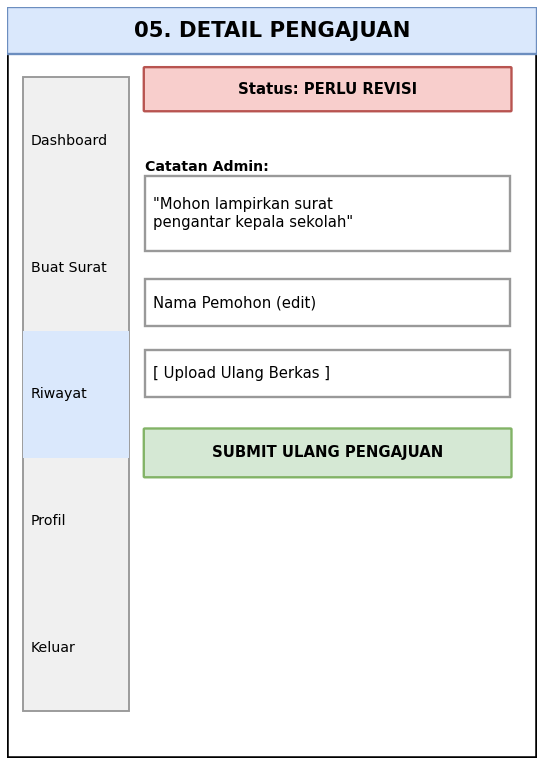 05. DETAIL PENGAJUAN
Dashboard
Buat Surat
Riwayat
Profil
Keluar
Status: PERLU REVISI
Catatan Admin:
"Mohon lampirkan surat
pengantar kepala sekolah"
Nama Pemohon (edit)
[ Upload Ulang Berkas ]
SUBMIT ULANG PENGAJUAN